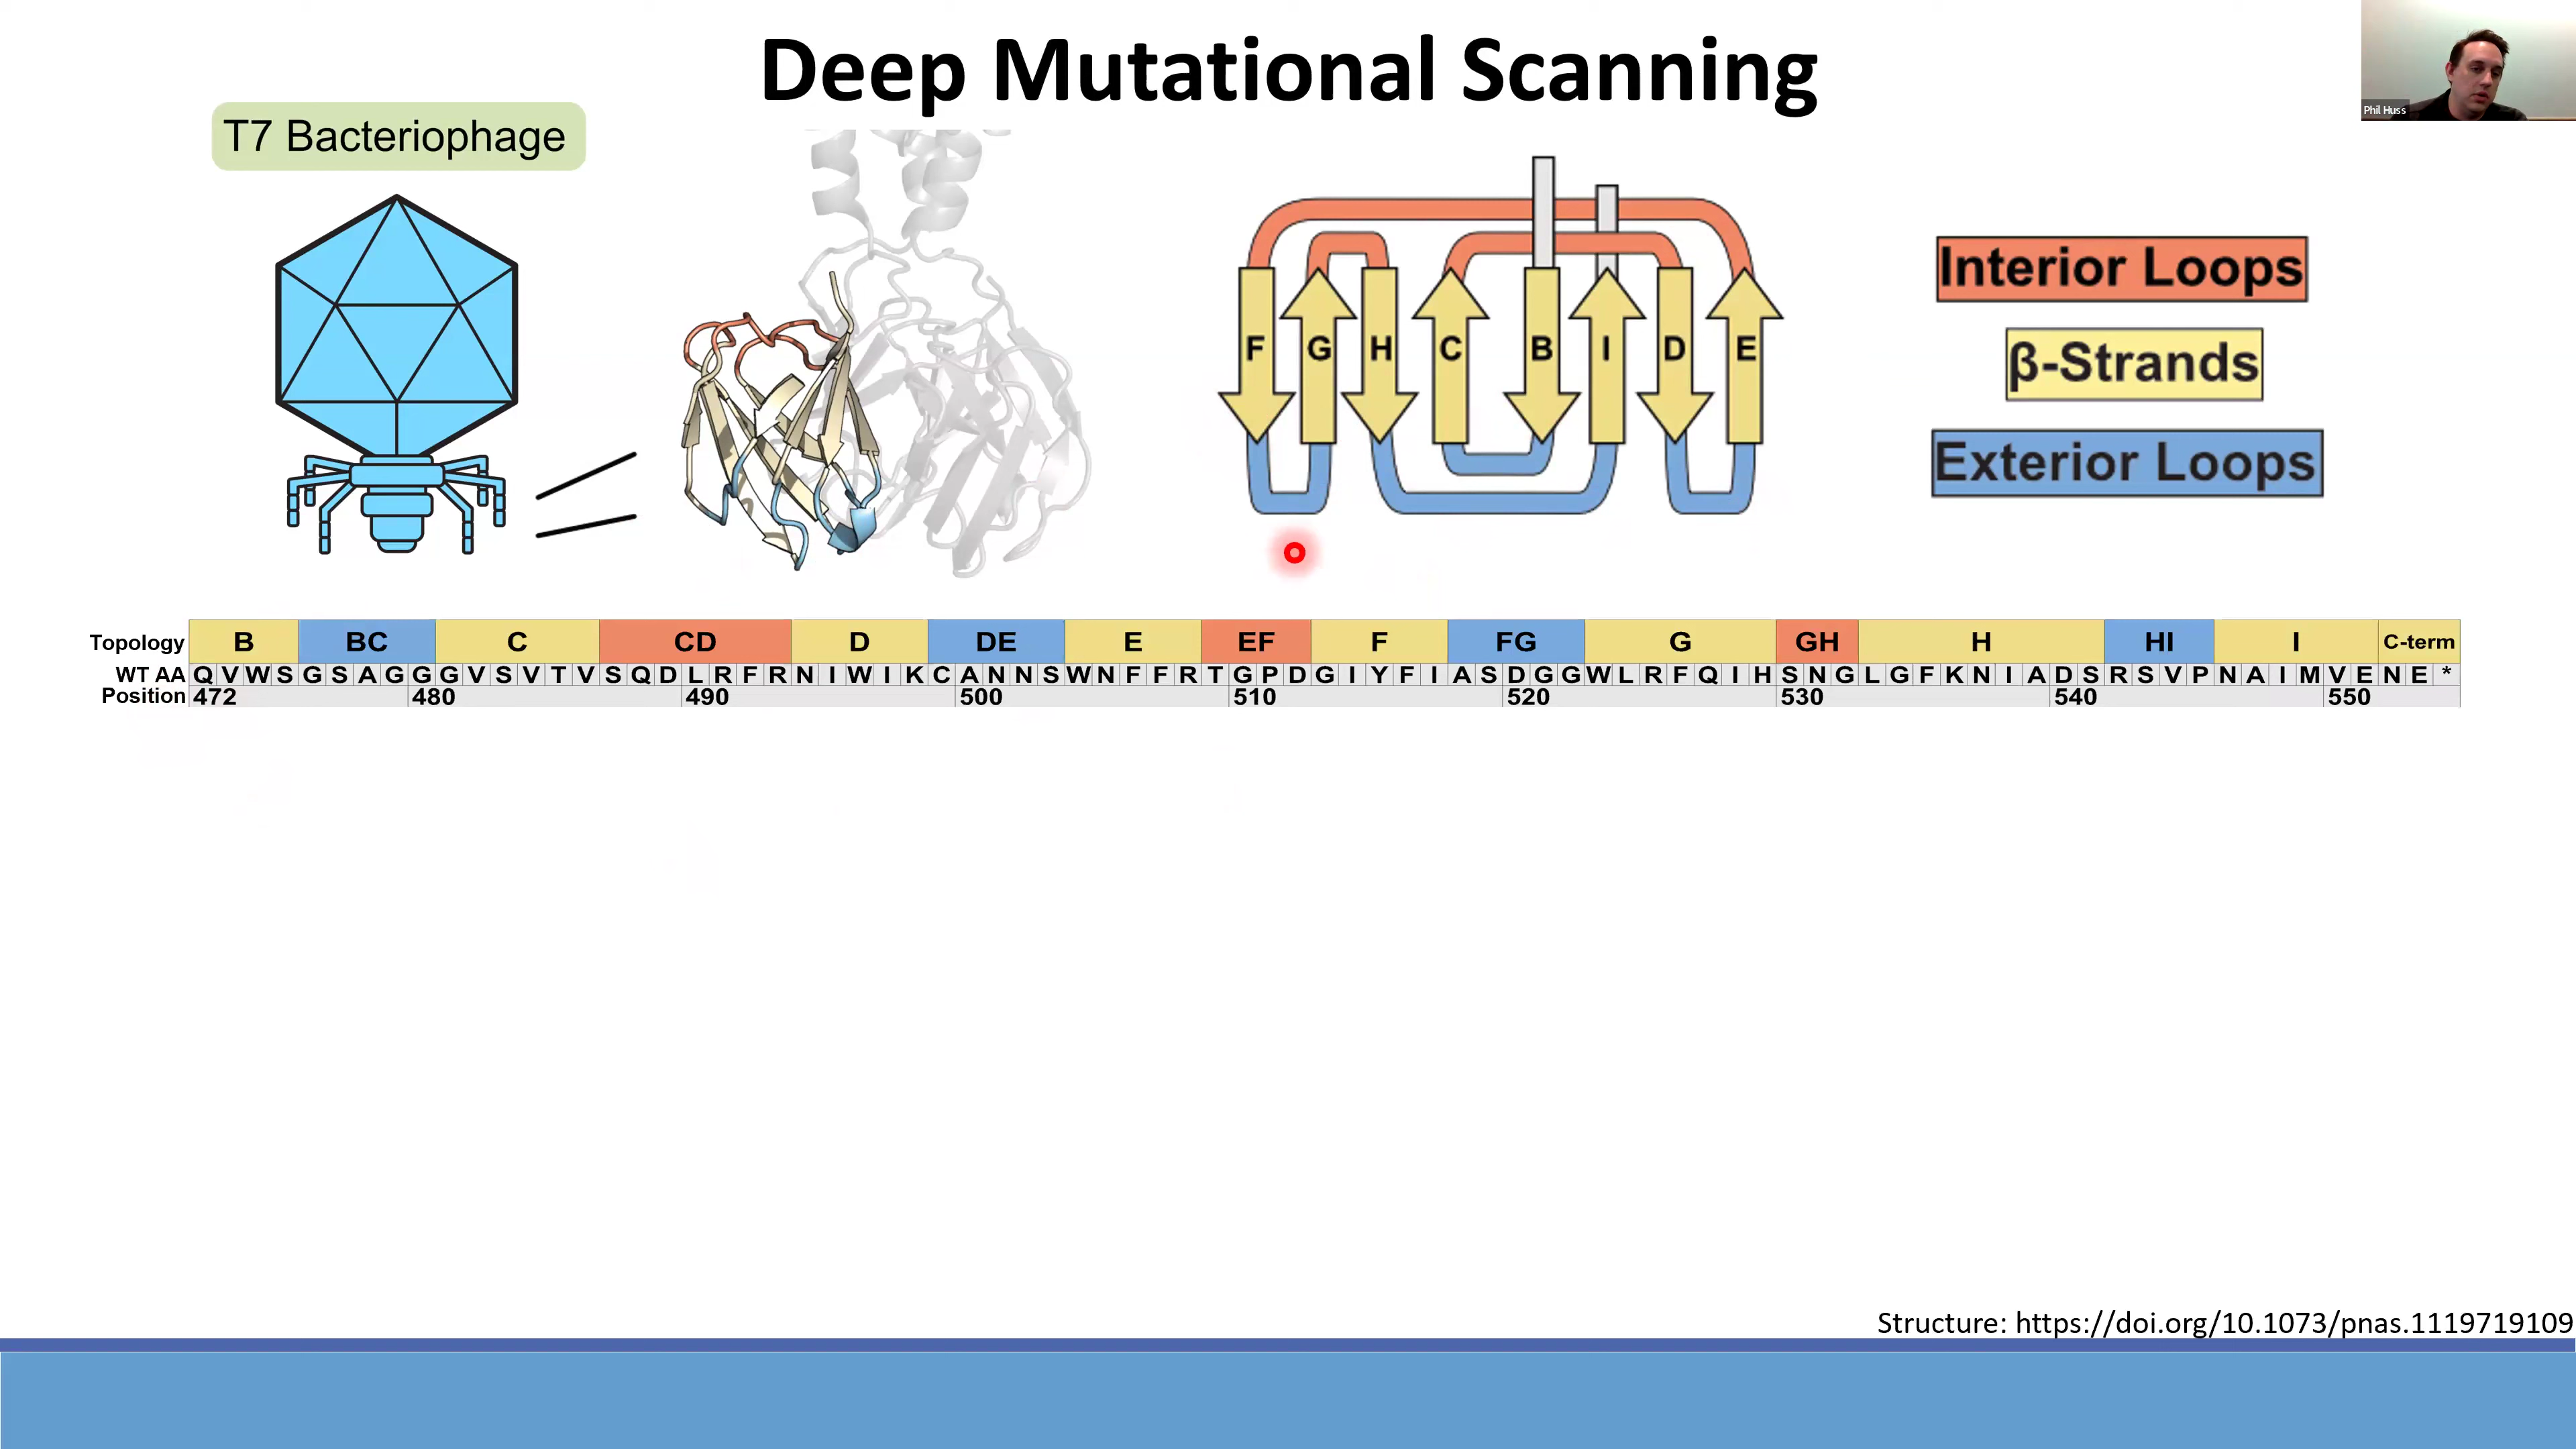 Deep Mutational Scanning
Phil Huss
T7 Bacteriophage
F G H C B I D E
Interior Loops
β-Strands
Exterior Loops
Topology B BC C CD D DE E EF F FG G GH H HI I C-term
WT AA Q V W S G S A G G G V S V T V S Q D L R F R N I W I K C A N N S W N F F R T G P D G I Y F I A S D G G W L R F Q I H S N G L G F K N I A D S R S V P N A I M V E N E *
Position 472 480 490 500 510 520 530 540 550
Structure: https://doi.org/10.1073/pnas.1119719109